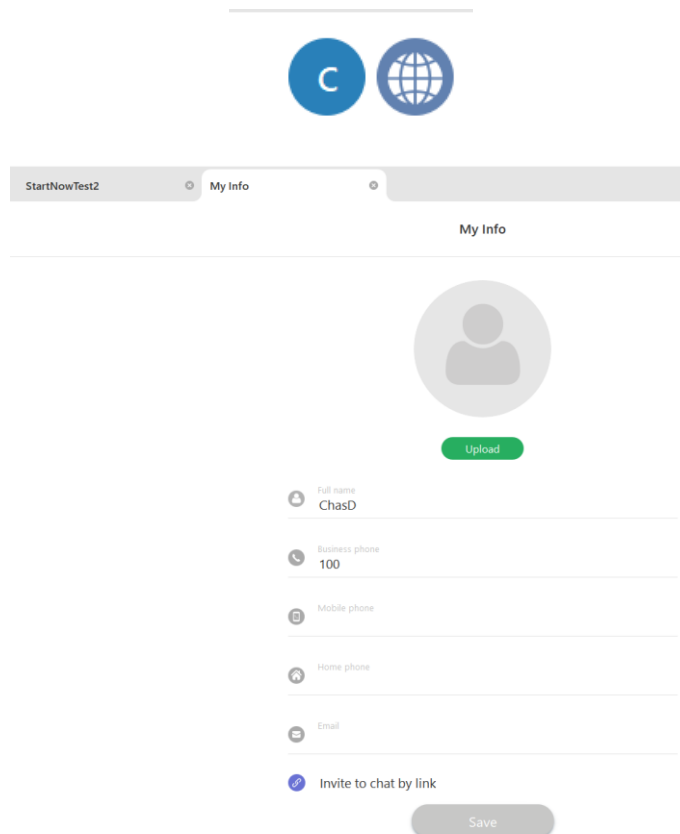 C
StartNowTest2
My Info
My Info
Upload
Full name
ChasD
Business phone
100
Mobile phone
Home phone
Email
Invite to chat by link
Save